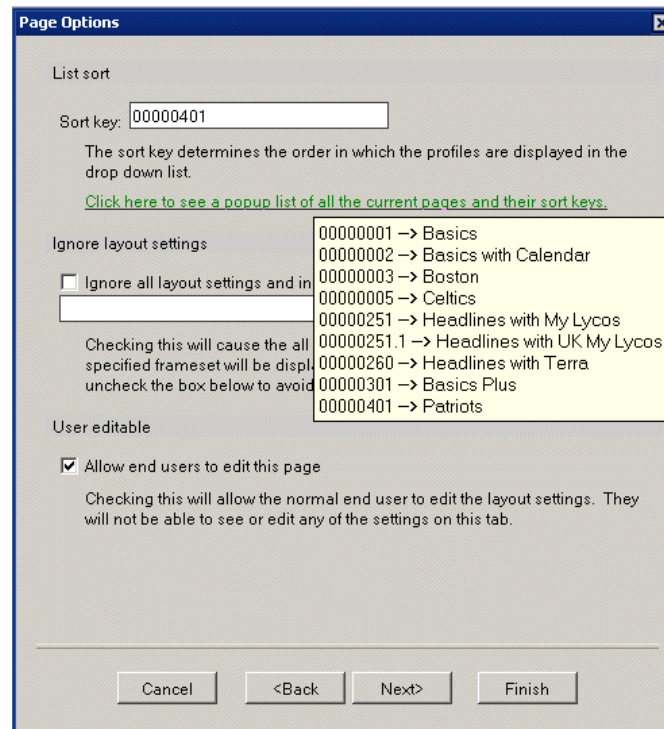 Page Options
List sort
Sort key: 00000401
The sort key determines the order in which the profiles are displayed in the
drop down list.
Click here to see a popup list of all the current pages and their sort keys.
00000001 –> Basics
00000002 –> Basics with Calendar
00000003 –> Boston
00000005 –> Celtics
00000251 –> Headlines with My Lycos
00000251.1 –> Headlines with UK My Lycos
00000260 –> Headlines with Terra
00000301 –> Basics Plus
00000401 –> Patriots
Ignore layout settings
Ignore all layout settings and
Checking this will cause the all
specified frameset will be
uncheck the box below to avoid
User editable
Allow end users to edit this page
Checking this will allow the normal end user to edit the layout settings. They
will not be able to see or edit any of the settings on this tab.
Cancel
<Back
Next>
Finish